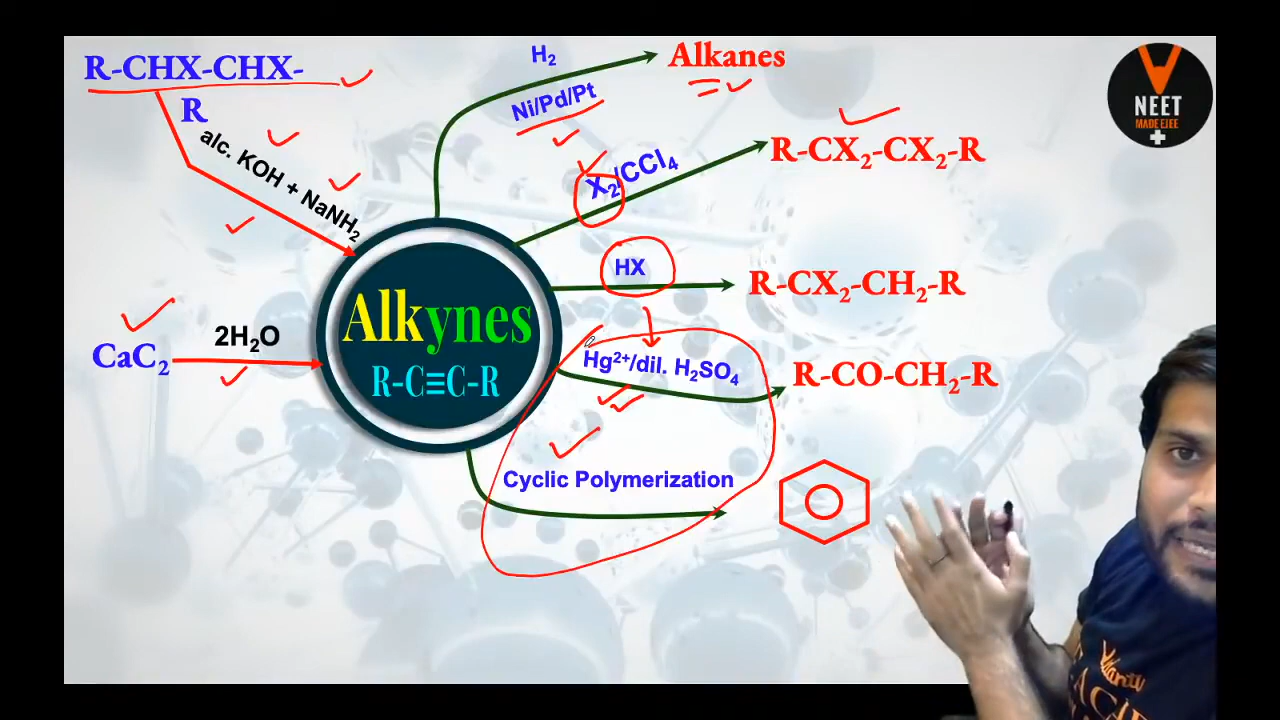 R-CHX-CHX-
R
alc. KOH + NaNH₂
CaC₂
2H₂O
Alkynes
R-C≡C-R
H₂
Ni/Pd/Pt
Alkanes
X₂/CCl₄
R-CX₂-CX₂-R
HX
R-CX₂-CH₂-R
Hg²⁺/dil. H₂SO₄
R-CO-CH₂-R
Cyclic Polymerization
NEET
MADE EJEE